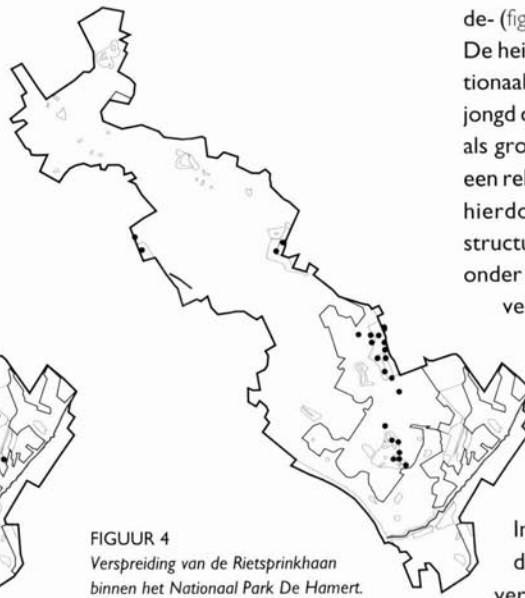 de- (fig
De hei
tionaal
jongd d
als gro
een rel
hierdo
structu
onder
ve
In
d
ver
FIGUUR 4
Verspreiding van de Rietsprinkhaan
binnen het Nationaal Park De Hamert.